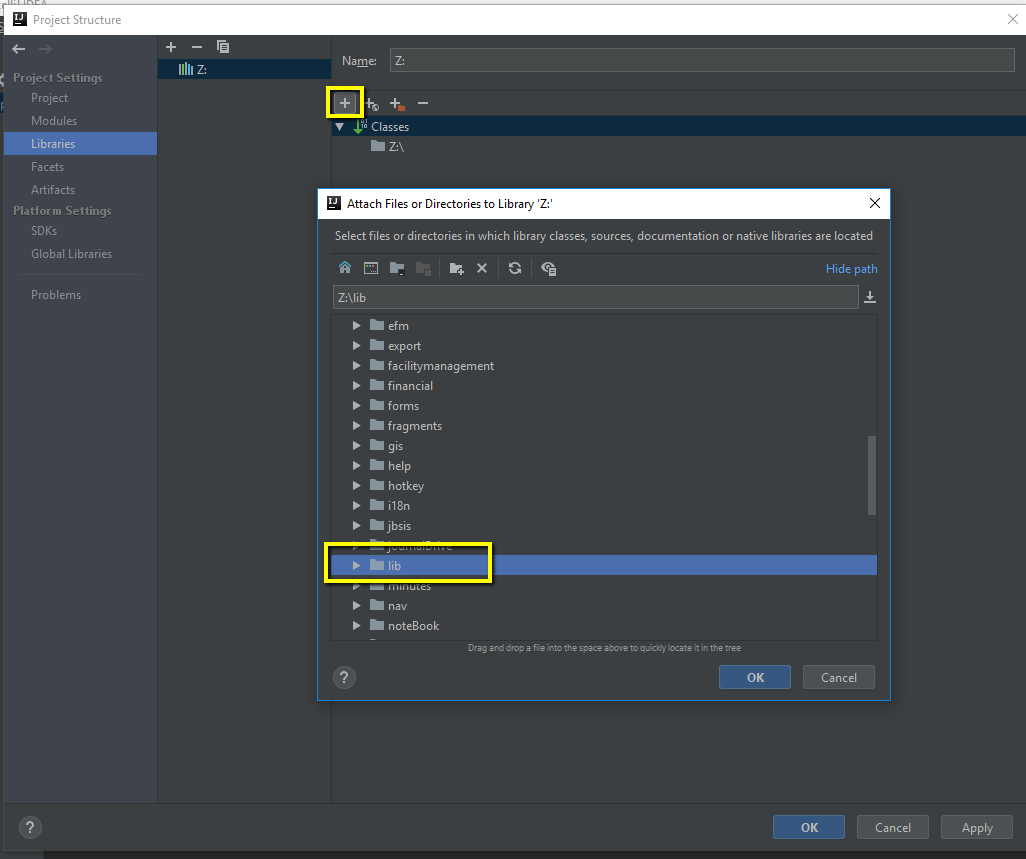 Project Structure
Project Settings
Project
Modules
Libraries
Facets
Artifacts
Platform Settings
SDKs
Global Libraries
Problems
Z:
Name:
Z:
Classes
Z:\
Attach Files or Directories to Library 'Z:'
Select files or directories in which library classes, sources, documentation or native libraries are located
Hide path
Z:\lib
efm
export
facilitymanagement
financial
forms
fragments
gis
help
hotkey
i18n
jbsis
journalDrive
lib
minutes
nav
noteBook
Drag and drop a file into the space above to quickly locate it in the tree
?
OK
Cancel
?
OK
Cancel
Apply